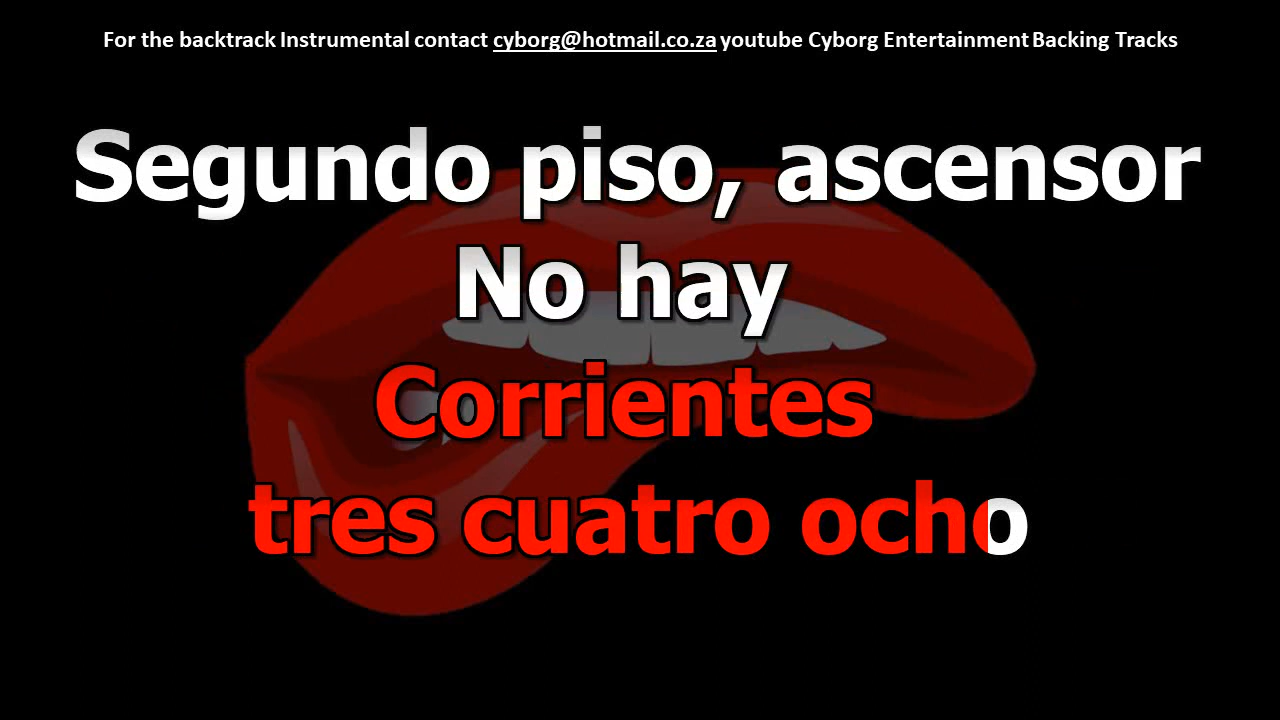 For the backtrack Instrumental contact cyborg@hotmail.co.za youtube Cyborg Entertainment Backing Tracks
Segundo piso, ascensor
No hay
Corrientes
tres cuatro ocho